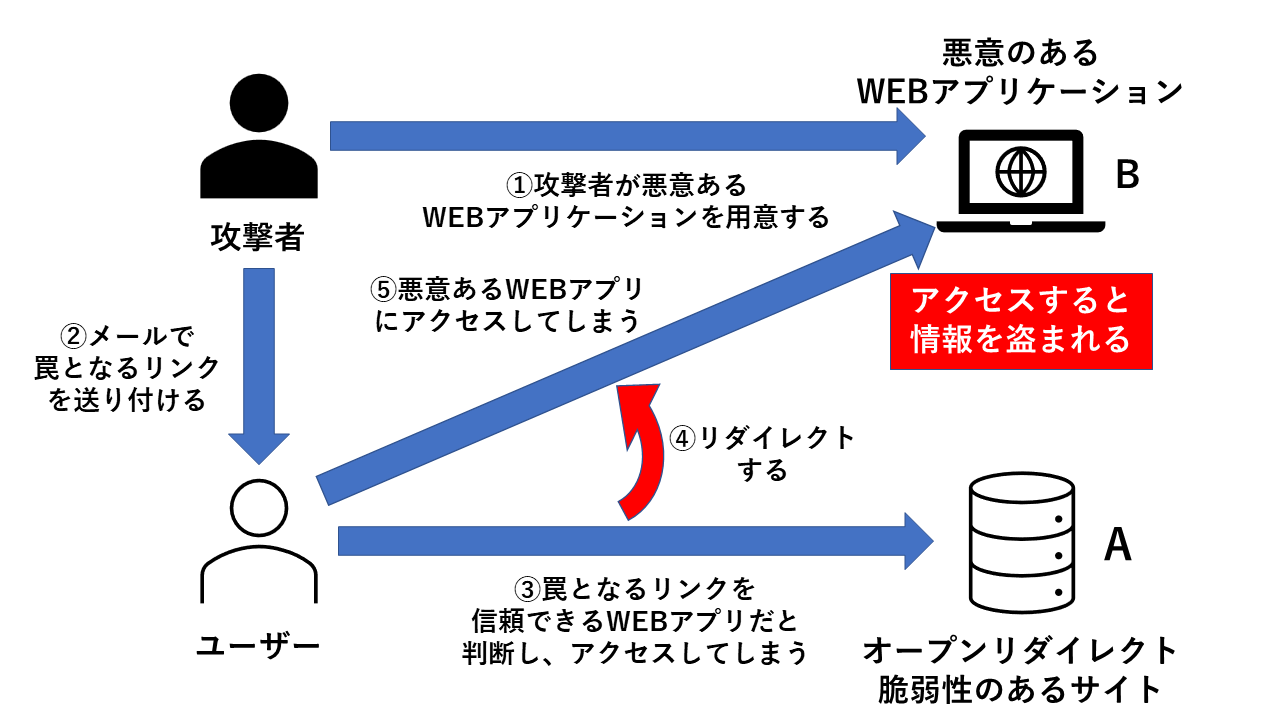 悪意のある
WEBアプリケーション
B
①攻撃者が悪意ある
WEBアプリケーションを用意する
攻撃者
⑤悪意あるWEBアプリ
にアクセスしてしまう
アクセスすると
情報を盗まれる
②メールで
罠となるリンク
を送り付ける
④リダイレクト
する
A
③罠となるリンクを
信頼できるWEBアプリだと
判断し、アクセスしてしまう
ユーザー
オープンリダイレクト
脆弱性のあるサイト